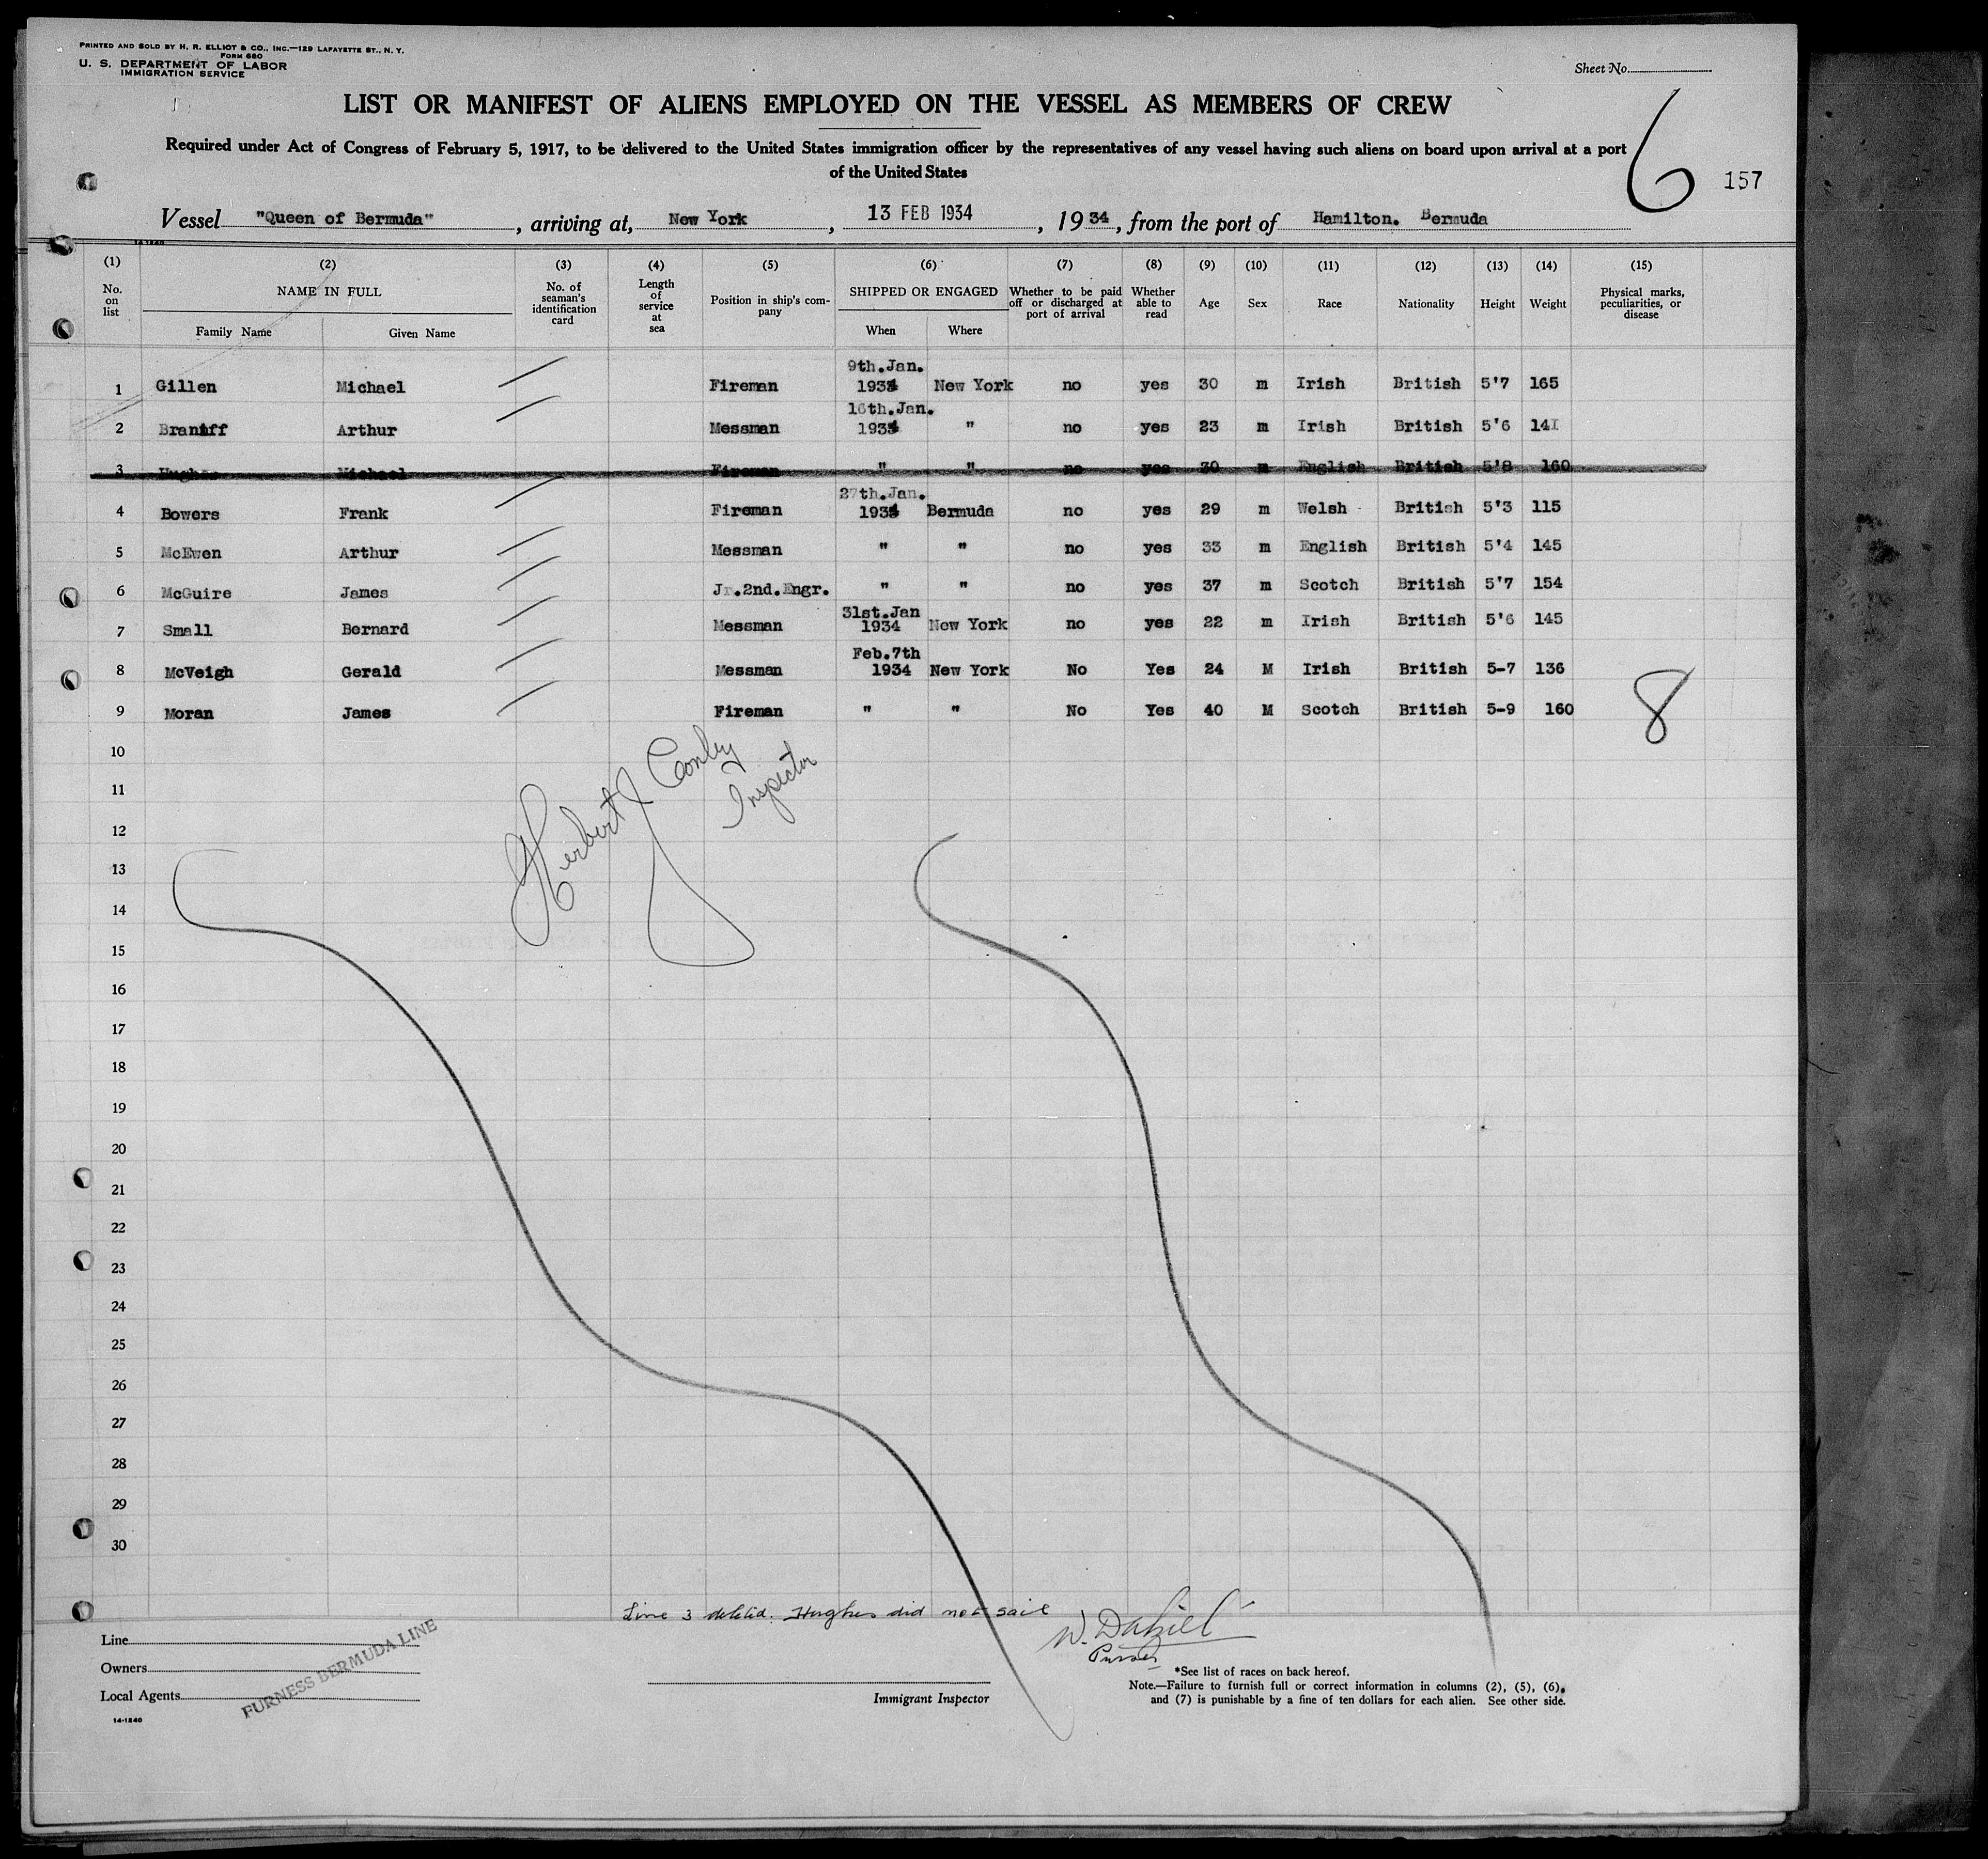 PRINTED AND SOLD BY H. R. ELLIOT & CO., INC.—129 LAFAYETTE ST., N. Y.
FORM 680
U. S. DEPARTMENT OF LABOR
IMMIGRATION SERVICE
Sheet No.
LIST OR MANIFEST OF ALIENS EMPLOYED ON THE VESSEL AS MEMBERS OF CREW
6
Required under Act of Congress of February 5, 1917, to be delivered to the United States immigration officer by the representatives of any vessel having such aliens on board upon arrival at a port
of the United States
157
Vessel "Queen of Bermuda", arriving at, New York, 13 FEB 1934, 1934, from the port of Hamilton. Bermuda
14-1240
(1) (2) (3) (4) (5) (6) (7) (8) (9) (10) (11) (12) (13) (14) (15)
No. on list NAME IN FULL Family Name Given Name No. of seaman's identification card Length of service at sea Position in ship's company SHIPPED OR ENGAGED When Where Whether to be paid off or discharged at port of arrival Whether able to read Age Sex Race Nationality Height Weight Physical marks, peculiarities, or disease
1 Gillen Michael Fireman 9th.Jan. 1934 New York no yes 30 m Irish British 5'7 165
2 Braniff Arthur Messman 16th.Jan. 1934 " no yes 23 m Irish British 5'6 141
3 Hughes Michael Fireman " " no yes 30 m English British 5'8 160
4 Bowers Frank Fireman 27th.Jan. 1934 Bermuda no yes 29 m Welsh British 5'3 115
5 McEwen Arthur Messman " " no yes 33 m English British 5'4 145
6 McGuire James Jr.2nd.Engr. " " no yes 37 m Scotch British 5'7 154
7 Small Bernard Messman 31st.Jan 1934 New York no yes 22 m Irish British 5'6 145
8 McVeigh Gerald Messman Feb.7th 1934 New York No Yes 24 M Irish British 5-7 136
9 Moran James Fireman " " No Yes 40 M Scotch British 5-9 160
8
10
11
12
13
14
15
16
17
18
19
20
21
22
23
24
25
26
27
28
29
30
Herbert J Conley
Inspector
Line 3 deleted. Hughes did not sail
W. Daniel
Purser
Line
Owners
Local Agents
FURNESS BERMUDA LINE
14-1240
Immigrant Inspector
*See list of races on back hereof.
Note.—Failure to furnish full or correct information in columns (2), (5), (6),
and (7) is punishable by a fine of ten dollars for each alien. See other side.